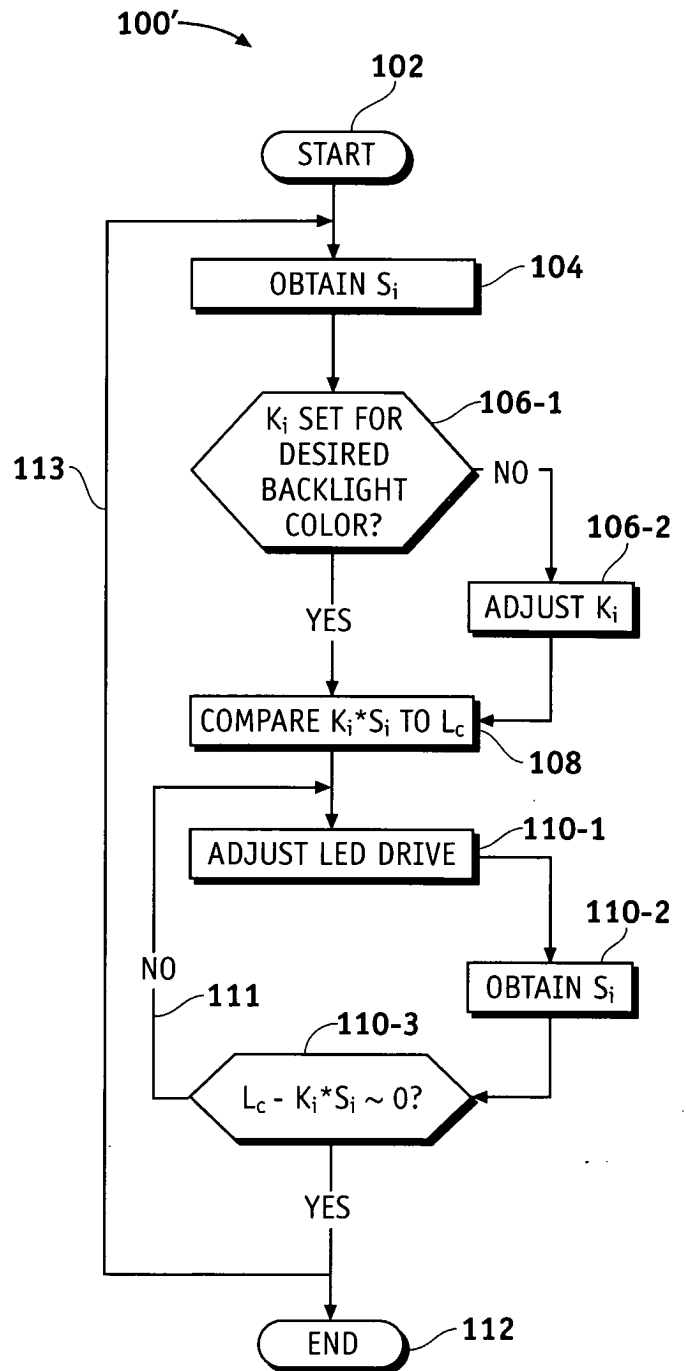 100′
102
START
OBTAIN Si
104
Ki SET FOR
DESIRED
BACKLIGHT
COLOR?
106-1
113
NO
106-2
ADJUST Ki
YES
COMPARE Ki*Si TO Lc
108
ADJUST LED DRIVE
110-1
110-2
OBTAIN Si
NO
111
110-3
Lc - Ki*Si ~ 0?
YES
END
112